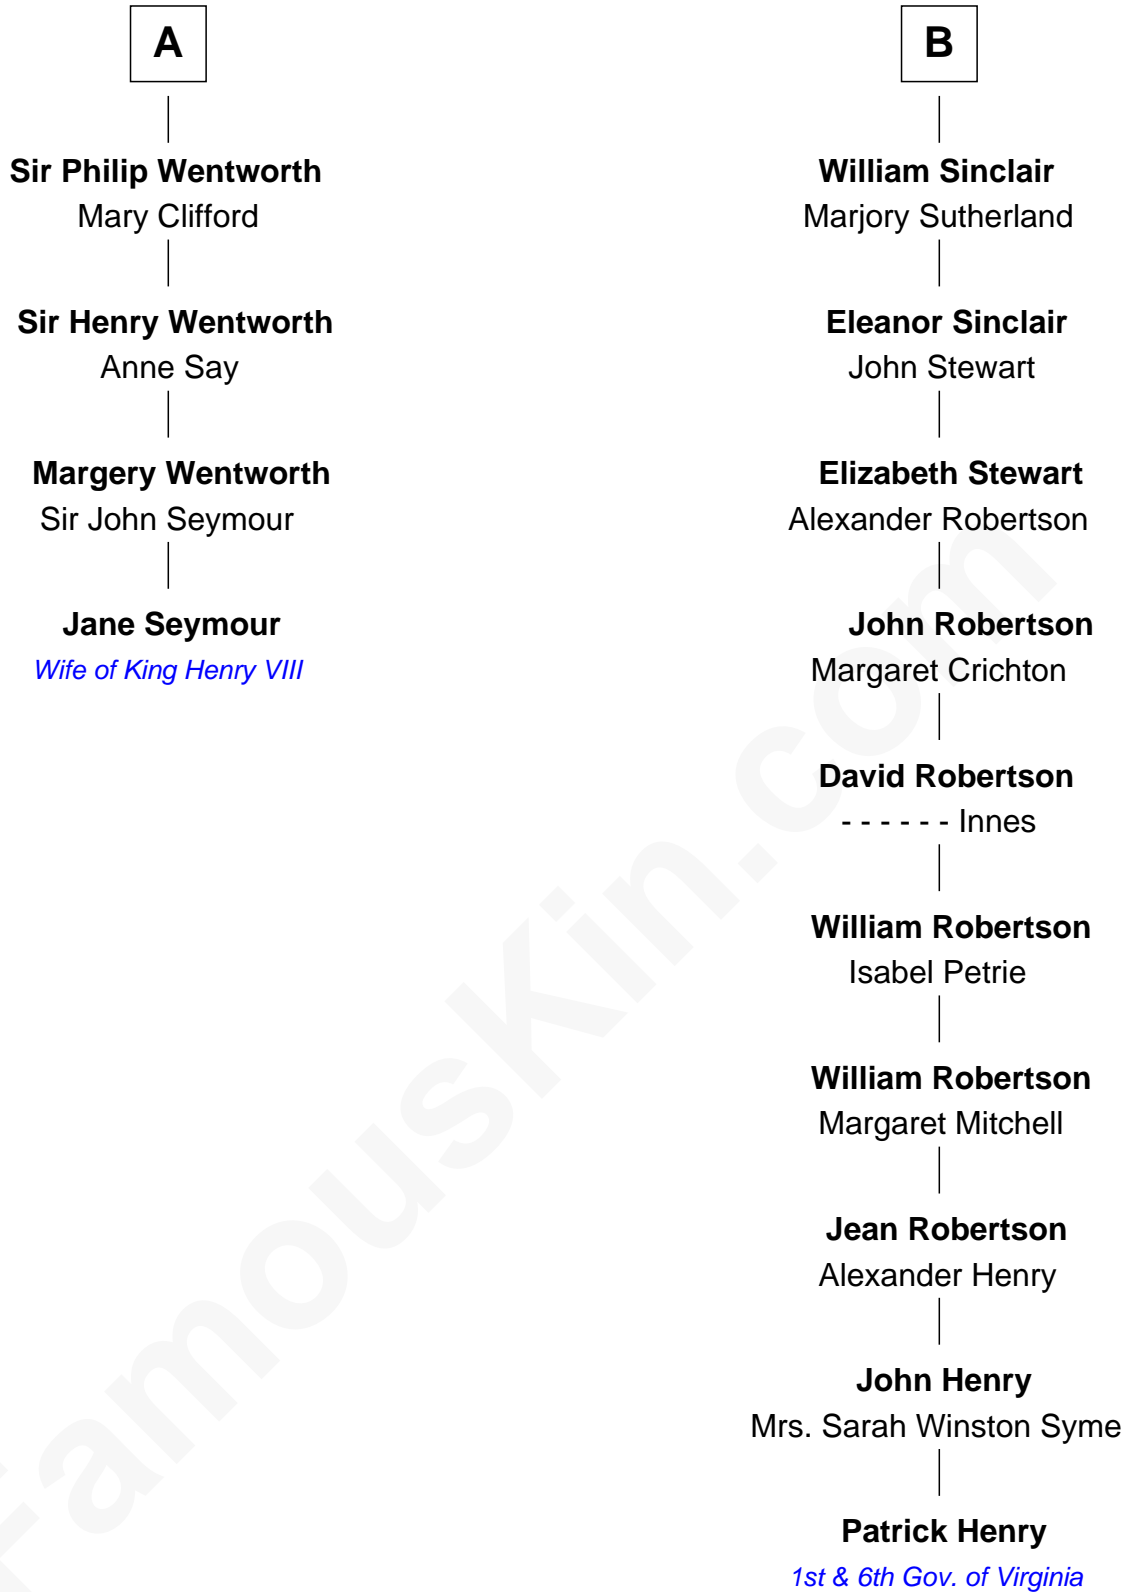 A
Sir Philip Wentworth
Mary Clifford
Sir Henry Wentworth
Anne Say
Margery Wentworth
Sir John Seymour
Jane Seymour
Wife of King Henry VIII
B
William Sinclair
Marjory Sutherland
Eleanor Sinclair
John Stewart
Elizabeth Stewart
Alexander Robertson
John Robertson
Margaret Crichton
David Robertson
- - - - - - Innes
William Robertson
Isabel Petrie
William Robertson
Margaret Mitchell
Jean Robertson
Alexander Henry
John Henry
Mrs. Sarah Winston Syme
Patrick Henry
1st & 6th Gov. of Virginia
FamousKin.com